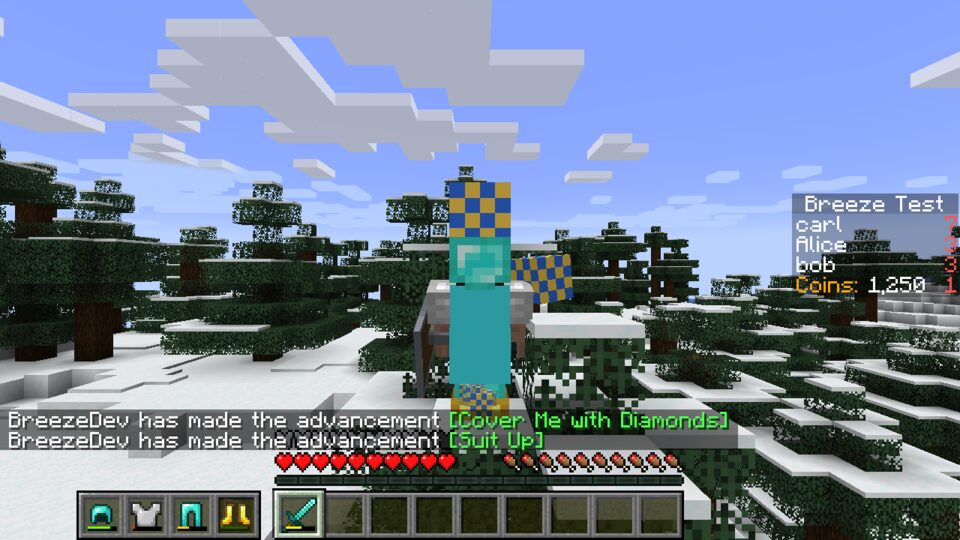 Breeze Test
carl 7
Alice 3
bob 3
Coins: 1,250 1
BreezeDev has made the advancement [Cover Me with Diamonds]
BreezeDev has made the advancement [Suit Up]